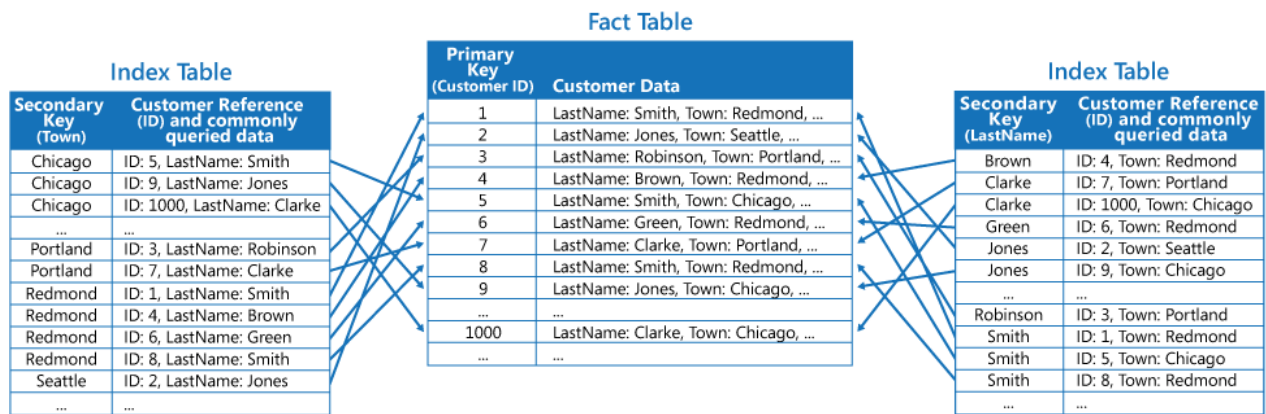 Fact Table
Primary
Key
(Customer ID) Customer Data
1 LastName: Smith, Town: Redmond, ...
2 LastName: Jones, Town: Seattle, ...
3 LastName: Robinson, Town: Portland, ...
4 LastName: Brown, Town: Redmond, ...
5 LastName: Smith, Town: Chicago, ...
6 LastName: Green, Town: Redmond, ...
7 LastName: Clarke, Town: Portland, ...
8 LastName: Smith, Town: Redmond, ...
9 LastName: Jones, Town: Chicago, ...
... ...
1000 LastName: Clarke, Town: Chicago, ...
... ...
Index Table
Secondary Customer Reference
Key (ID) and commonly
(Town) queried data
Chicago ID: 5, LastName: Smith
Chicago ID: 9, LastName: Jones
Chicago ID: 1000, LastName: Clarke
... ...
Portland ID: 3, LastName: Robinson
Portland ID: 7, LastName: Clarke
Redmond ID: 1, LastName: Smith
Redmond ID: 4, LastName: Brown
Redmond ID: 6, LastName: Green
Redmond ID: 8, LastName: Smith
Seattle ID: 2, LastName: Jones
... ...
Index Table
Secondary Customer Reference
Key (ID) and commonly
(LastName) queried data
Brown ID: 4, Town: Redmond
Clarke ID: 7, Town: Portland
Clarke ID: 1000, Town: Chicago
Green ID: 6, Town: Redmond
Jones ID: 2, Town: Seattle
Jones ID: 9, Town: Chicago
... ...
Robinson ID: 3, Town: Portland
Smith ID: 1, Town: Redmond
Smith ID: 5, Town: Chicago
Smith ID: 8, Town: Redmond
... ...